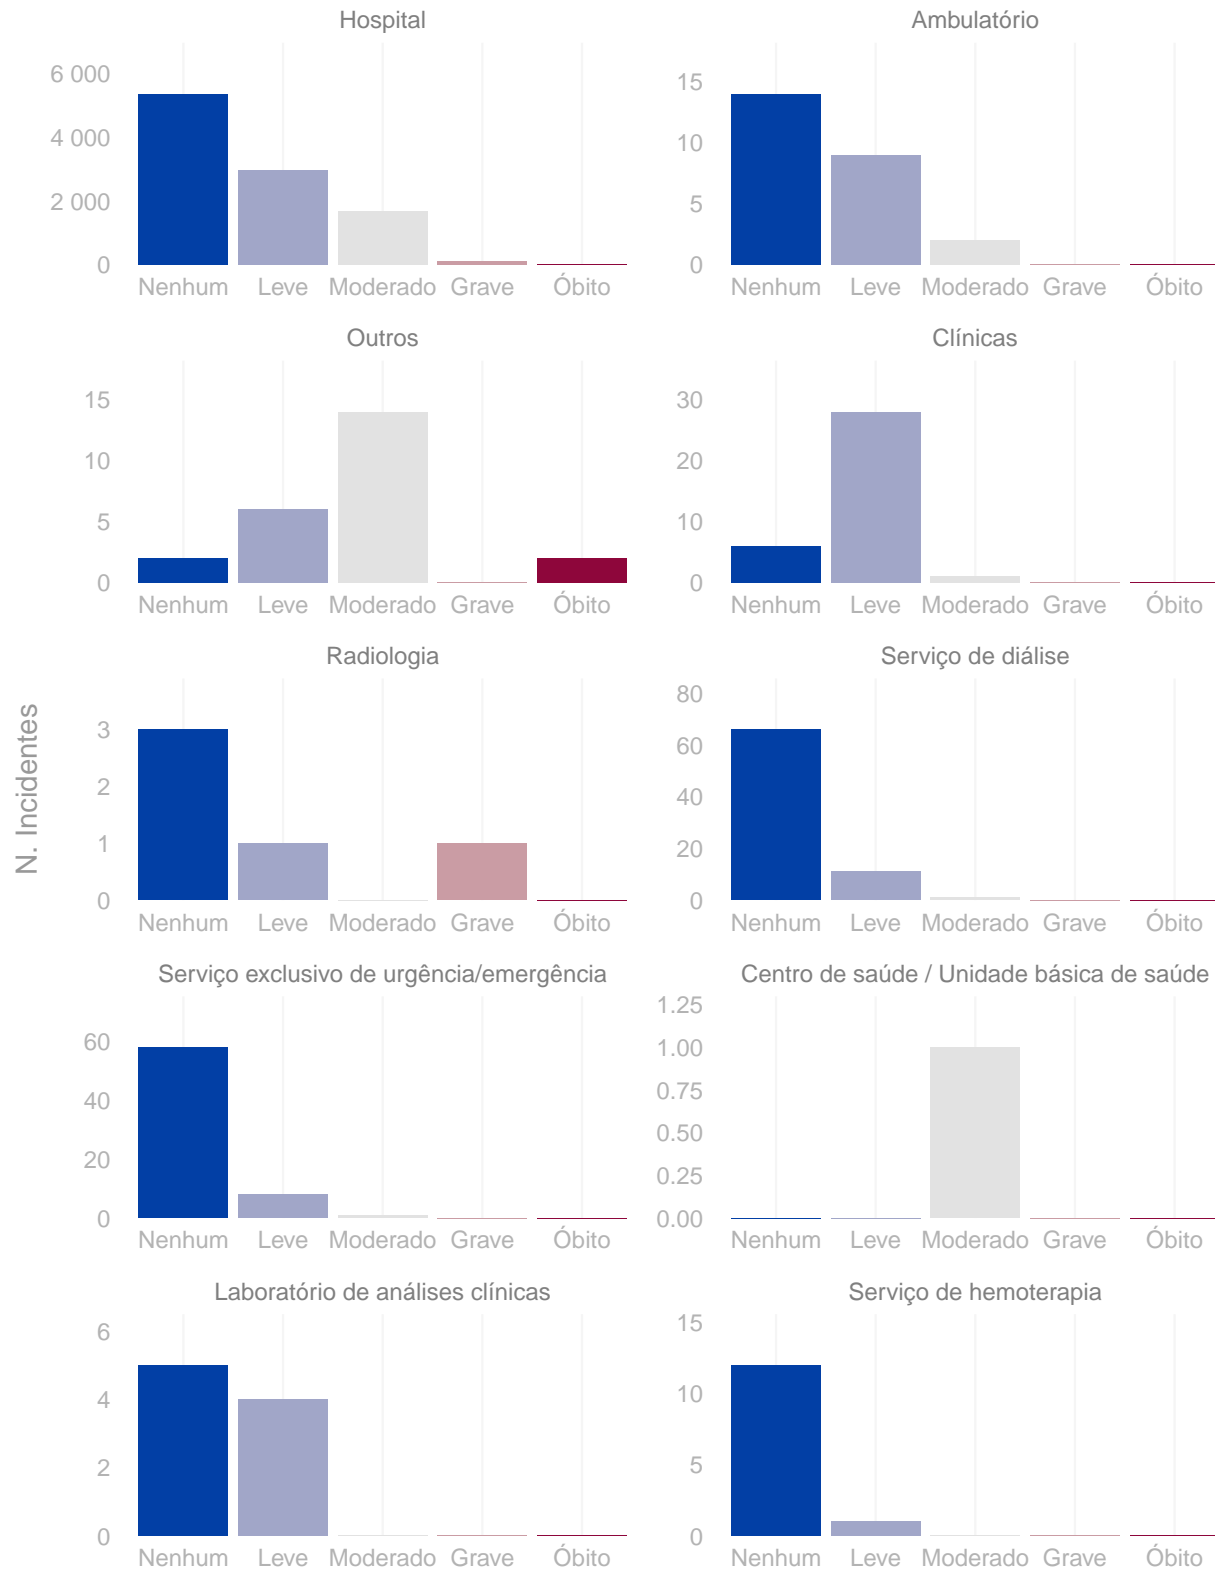 Hospital
6 000
4 000
2 000
0
Nenhum Leve Moderado Grave Óbito
Ambulatório
15
10
5
0
Nenhum Leve Moderado Grave Óbito
Outros
15
10
5
0
Nenhum Leve Moderado Grave Óbito
Clínicas
30
20
10
0
Nenhum Leve Moderado Grave Óbito
N. Incidentes
Radiologia
3
2
1
0
Nenhum Leve Moderado Grave Óbito
Serviço de diálise
80
60
40
20
0
Nenhum Leve Moderado Grave Óbito
Serviço exclusivo de urgência/emergência
60
40
20
0
Nenhum Leve Moderado Grave Óbito
Centro de saúde / Unidade básica de saúde
1.25
1.00
0.75
0.50
0.25
0.00
Nenhum Leve Moderado Grave Óbito
Laboratório de análises clínicas
6
4
2
0
Nenhum Leve Moderado Grave Óbito
Serviço de hemoterapia
15
10
5
0
Nenhum Leve Moderado Grave Óbito